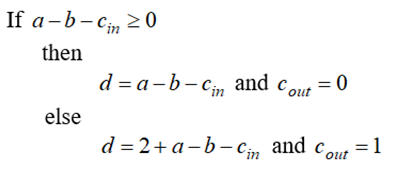 If a − b − c_in ≥ 0
then
d = a − b − c_in and c_out = 0
else
d = 2 + a − b − c_in and c_out = 1